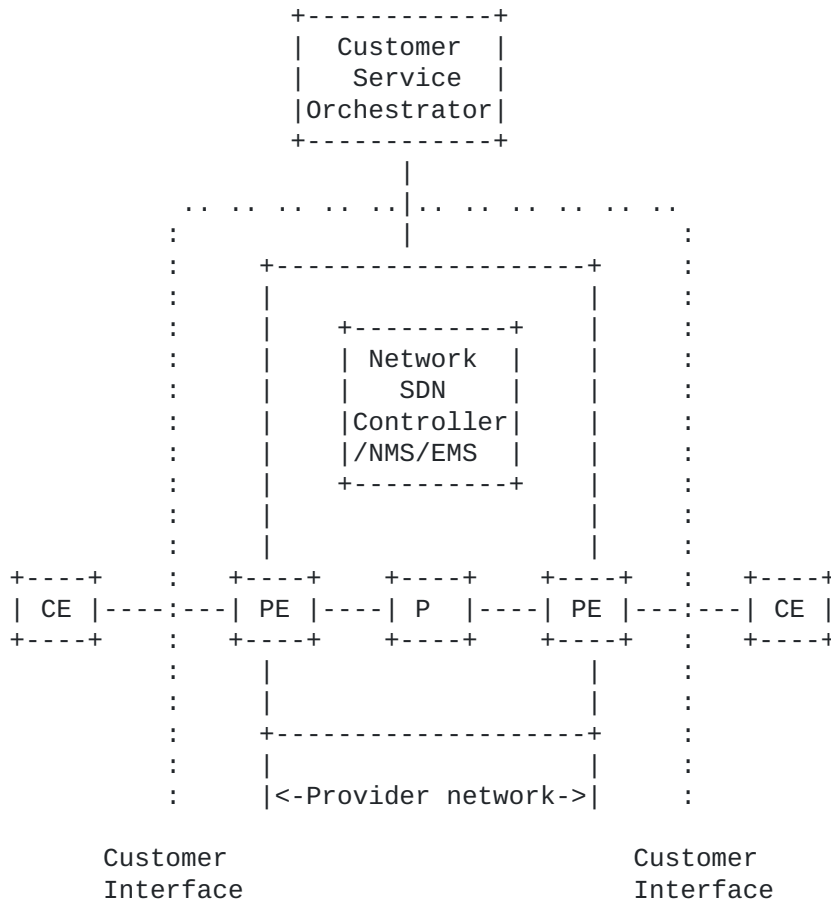 Customer
Service
Orchestrator
Network
SDN
Controller
/NMS/EMS
CE PE P PE CE
<-Provider network->
Customer Customer
Interface Interface